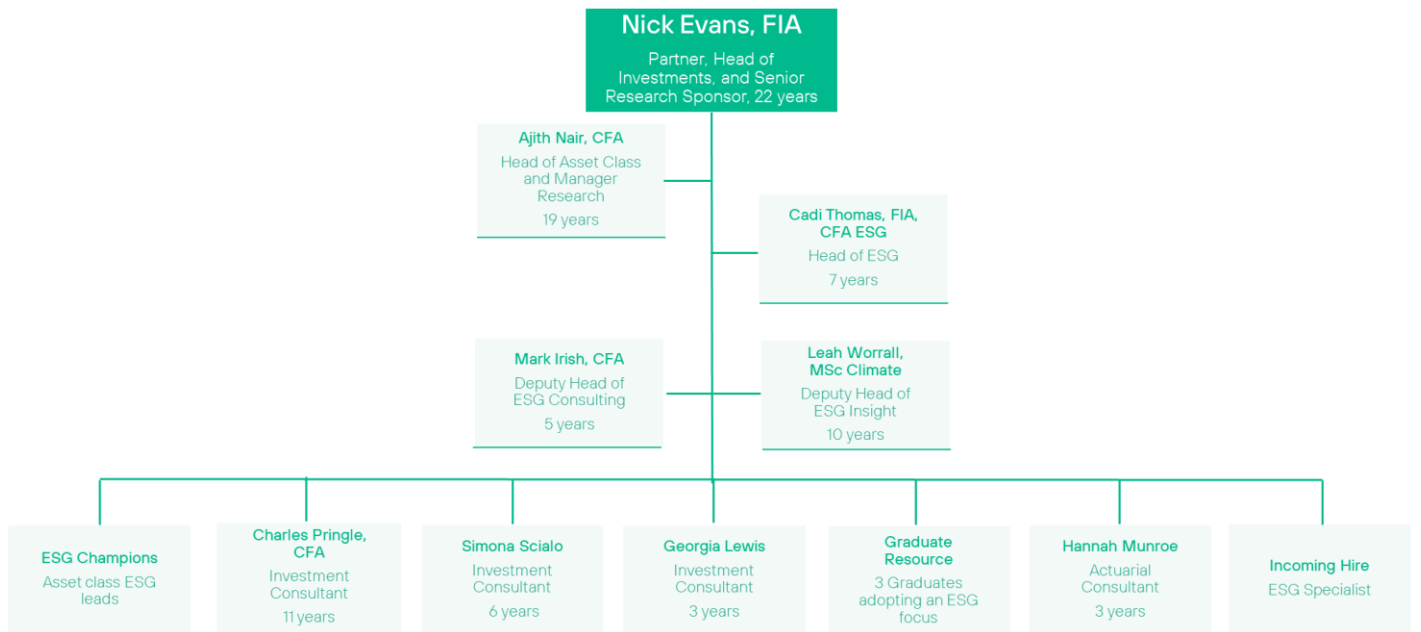 Nick Evans, FIA
Partner, Head of
Investments, and Senior
Research Sponsor, 22 years
Ajith Nair, CFA
Head of Asset Class
and Manager
Research
19 years
Cadi Thomas, FIA,
CFA ESG
Head of ESG
7 years
Mark Irish, CFA
Deputy Head of
ESG Consulting
5 years
Leah Worrall,
MSc Climate
Deputy Head of
ESG Insight
10 years
ESG Champions
Asset class ESG
leads
Charles Pringle,
CFA
Investment
Consultant
11 years
Simona Scialo
Investment
Consultant
6 years
Georgia Lewis
Investment
Consultant
3 years
Graduate
Resource
3 Graduates
adopting an ESG
focus
Hannah Munroe
Actuarial
Consultant
3 years
Incoming Hire
ESG Specialist